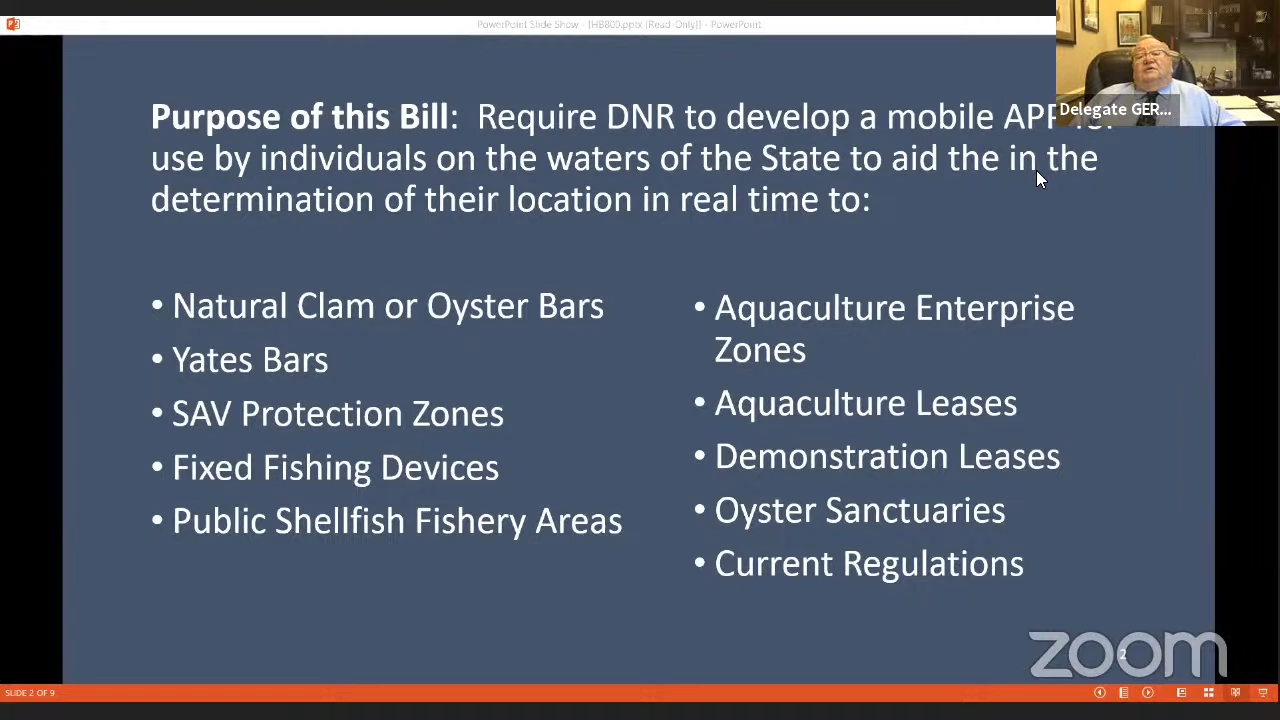 PowerPoint Slide Show - [HB800.pptx [Read-Only]] - PowerPoint
Delegate GER...
Purpose of this Bill: Require DNR to develop a mobile APP for
use by individuals on the waters of the State to aid the in the
determination of their location in real time to:
• Natural Clam or Oyster Bars
• Yates Bars
• SAV Protection Zones
• Fixed Fishing Devices
• Public Shellfish Fishery Areas
• Aquaculture Enterprise
Zones
• Aquaculture Leases
• Demonstration Leases
• Oyster Sanctuaries
• Current Regulations
zoom
2
SLIDE 2 OF 9